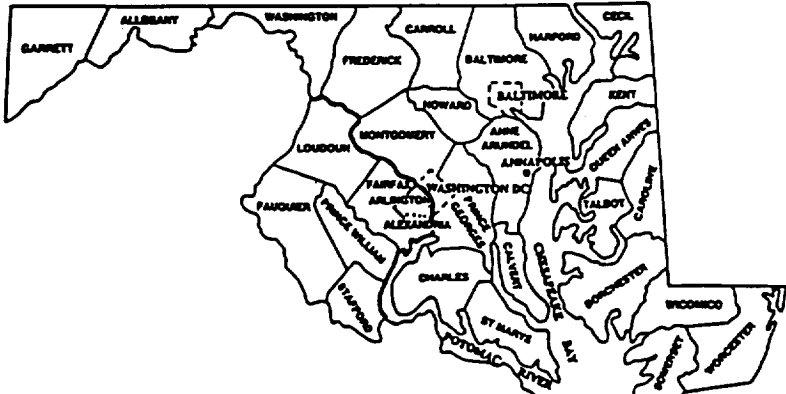 CECIL
WASHINGTON
ALLEGANY
CARROLL
HARFORD
GARRETT
FREDERICK
BALTIMORE
BALTIMORE
KENT
HOWARD
MONTGOMERY
ANNE
ARUNDEL
QUEEN ANNES
LOUDOUN
ANNAPOLIS
FAIRFAX
WASHINGTON DC
CAROLINE
ARLINGTON
TALBOT
FAUQUIER
PRINCE WILLIAM
ALEXANDRIA
PRINCE
GEORGES
CALVERT
CHESAPEAKE
BAY
CHARLES
DORCHESTER
STAFFORD
WICOMICO
ST MARYS
POTOMAC
RIVER
SOMERSET
WORCESTER